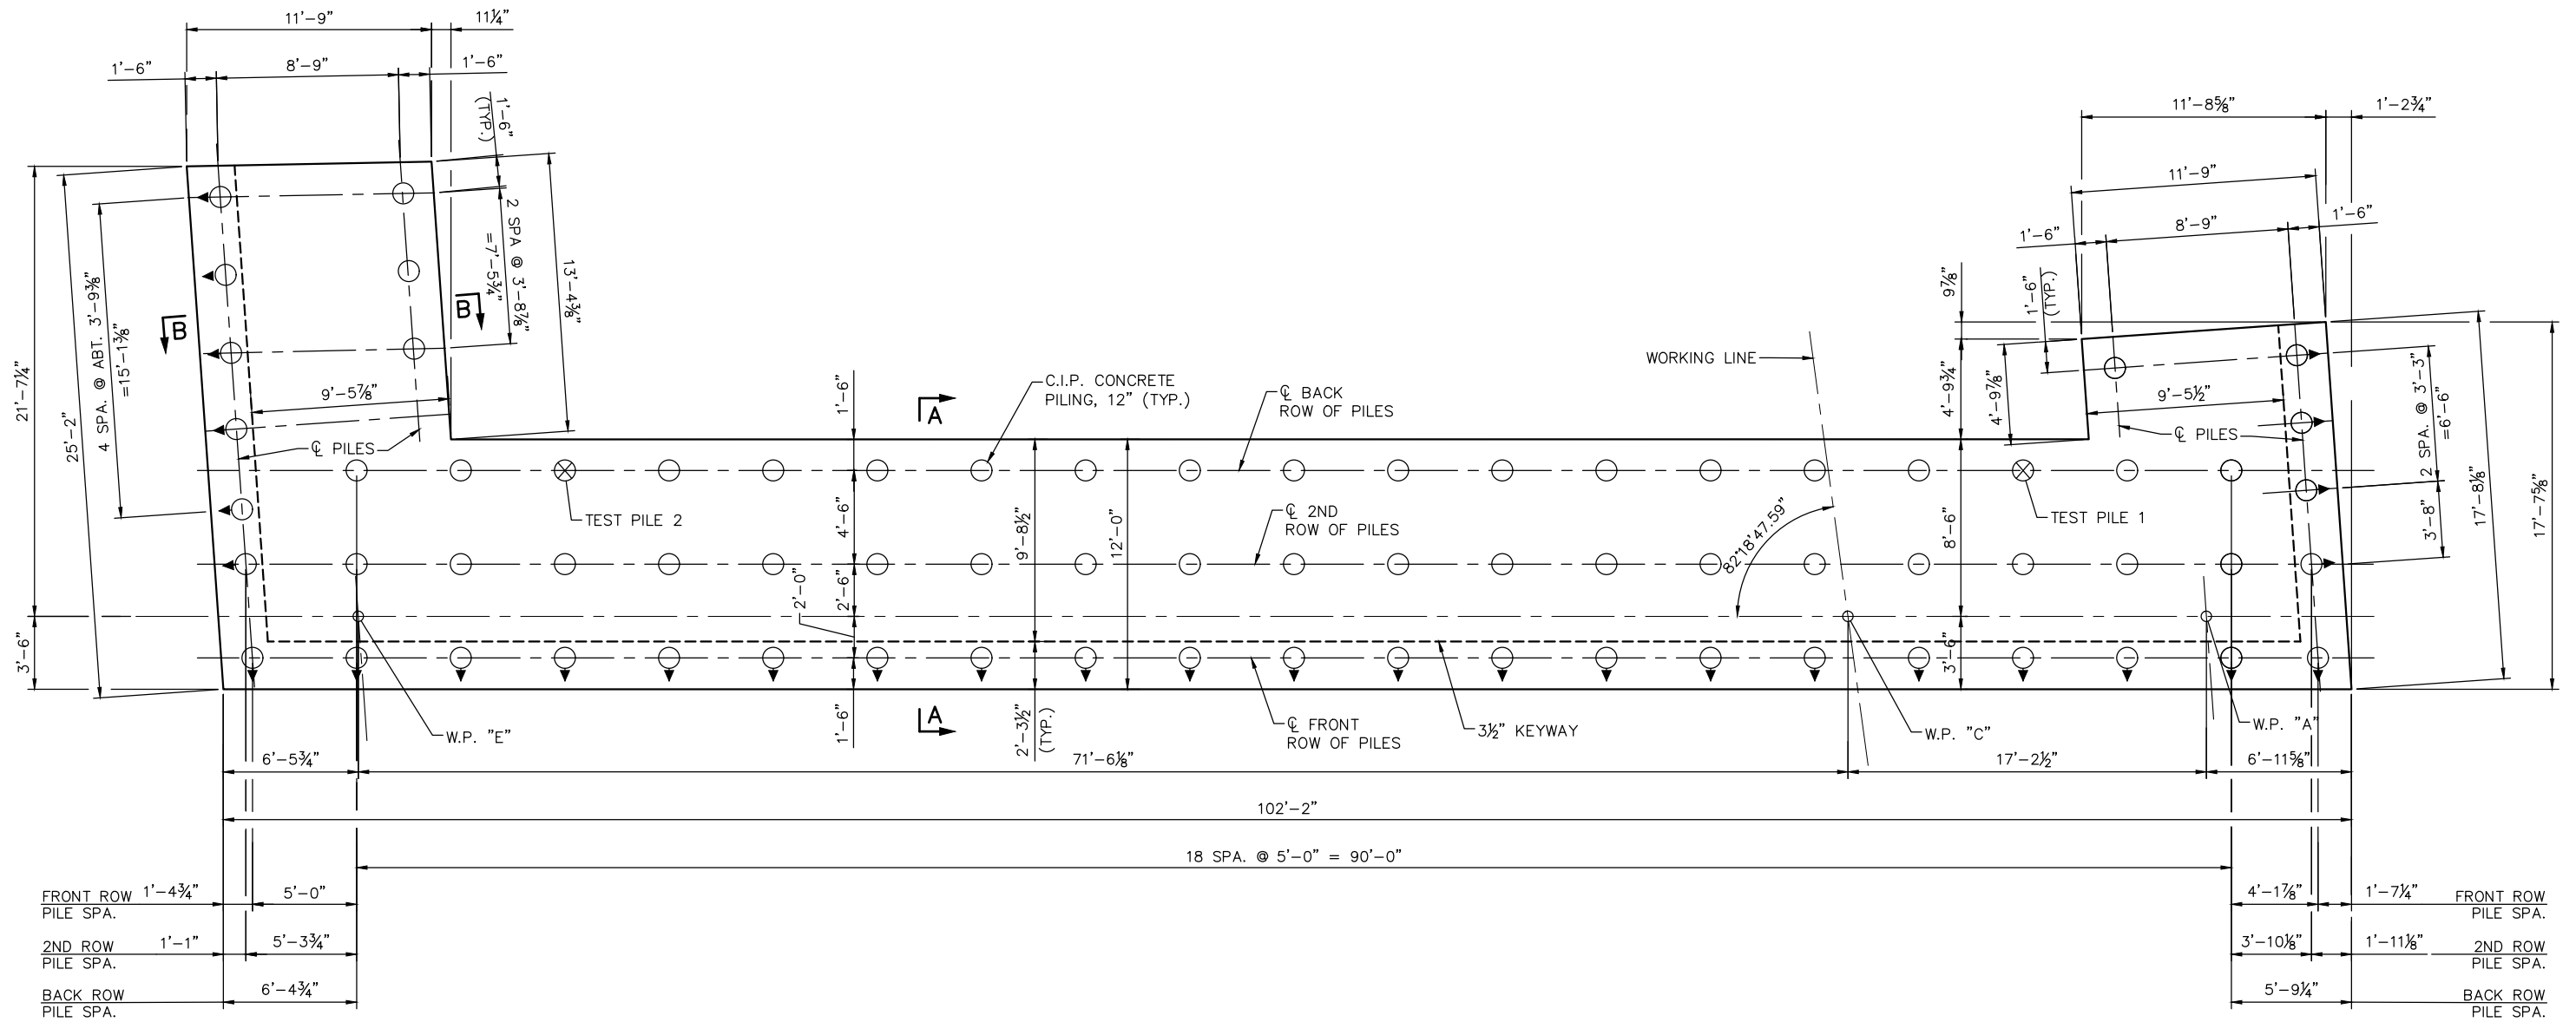 11'-9"
11¼"
1'-6"
8'-9"
1'-6"
1'-6"
(TYP.)
11'-8⅝"
1'-2¾"
11'-9"
1'-6"
8'-9"
1'-6"
1'-6"
(TYP.)
9⅞"
2 SPA @ 3'-8⅞"
=7'-5¾"
13'-4⅜"
4 SPA. @ ABT. 3'-9⅜"
=15'-1⅜"
25'-2"
21'-7¼"
3'-6"
B
B
9'-5⅞"
℄ PILES
1'-6"
4'-6"
2'-6"
2'-0"
1'-6"
A
C.I.P. CONCRETE
PILING, 12" (TYP.)
℄ BACK
ROW OF PILES
WORKING LINE
4'-9¾"
4'-9⅞"
9'-5½"
℄ PILES
2 SPA. @ 3'-3"
=6'-6"
3'-8"
17'-8⅛"
17'-7⅝"
TEST PILE 2
9'-8½"
12'-0"
℄ 2ND
ROW OF PILES
82°18'47.59"
8'-6"
3'-6"
TEST PILE 1
W.P. "E"
A
2'-3½"
(TYP.)
℄ FRONT
ROW OF PILES
3½" KEYWAY
W.P. "C"
W.P. "A"
6'-5¾"
71'-6⅛"
17'-2½"
6'-11⅝"
102'-2"
18 SPA. @ 5'-0" = 90'-0"
FRONT ROW
PILE SPA.
1'-4¾"
5'-0"
4'-1⅞"
1'-7¼"
FRONT ROW
PILE SPA.
2ND ROW
PILE SPA.
1'-1"
5'-3¾"
3'-10⅛"
1'-11⅛"
2ND ROW
PILE SPA.
BACK ROW
PILE SPA.
6'-4¾"
5'-9¼"
BACK ROW
PILE SPA.